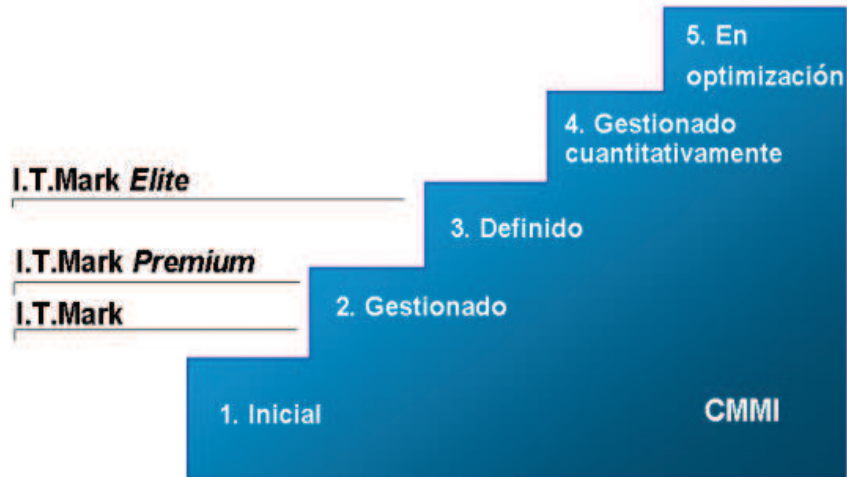 5. En
optimización
4. Gestionado
cuantitativamente
I.T.Mark Elite
3. Definido
I.T.Mark Premium
I.T.Mark
2. Gestionado
1. Inicial
CMMI